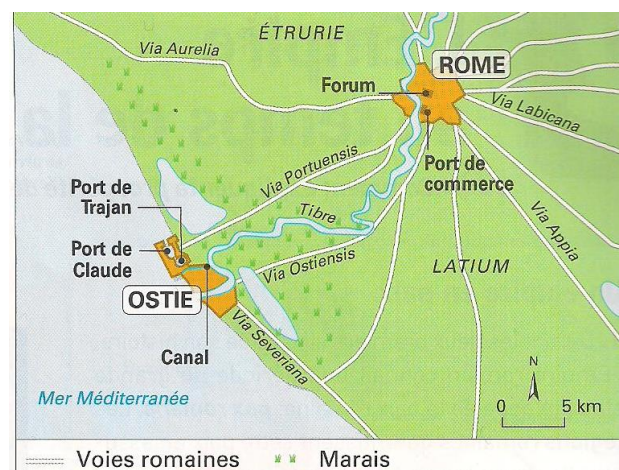 ÉTRURIE
Via Aurelia
ROME
Forum
Via Labicana
Port de
commerce
Via Portuensis
Port de
Trajan
Tibre
Via Appia
Port de
Claude
Via Ostiensis
LATIUM
OSTIE
Via Severiana
Canal
N
Mer Méditerranée
0 5 km
Voies romaines Marais